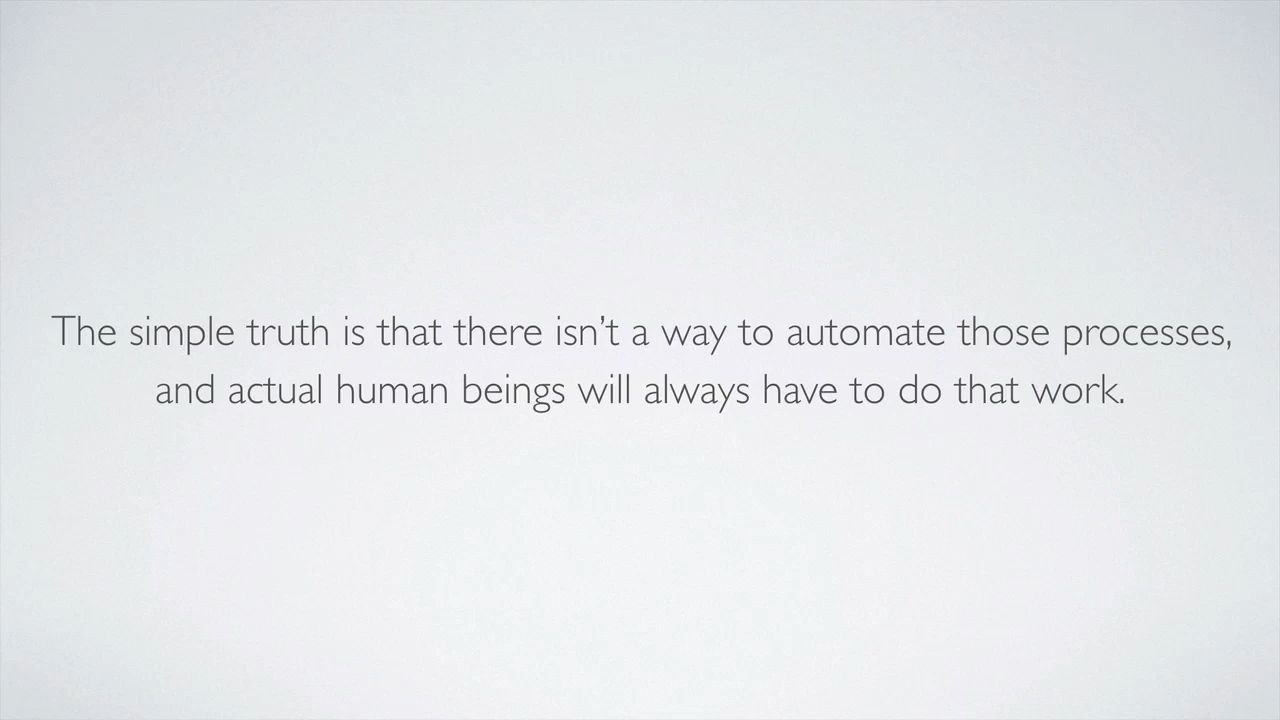 The simple truth is that there isn’t a way to automate those processes,
and actual human beings will always have to do that work.